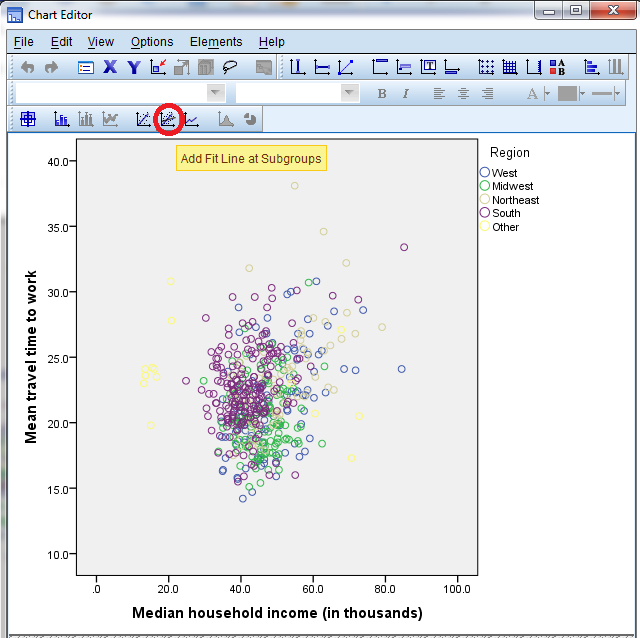 Chart Editor
File Edit View Options Elements Help
X Y T A B
B I A
Add Fit Line at Subgroups
Region
West
Midwest
Northeast
South
Other
40.0
35.0
30.0
25.0
20.0
15.0
10.0
Mean travel time to work
.0 20.0 40.0 60.0 80.0 100.0
Median household income (in thousands)